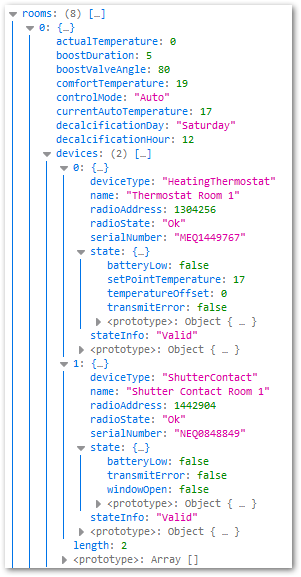 rooms: (8) […]
0: {…}
actualTemperature: 0
boostDuration: 5
boostValveAngle: 80
comfortTemperature: 19
controlMode: "Auto"
currentAutoTemperature: 17
decalcificationDay: "Saturday"
decalcificationHour: 12
devices: (2) […]
0: {…}
deviceType: "HeatingThermostat"
name: "Thermostat Room 1"
radioAddress: 1304256
radioState: "Ok"
serialNumber: "MEQ1449767"
state: {…}
batteryLow: false
setPointTemperature: 17
temperatureOffset: 0
transmitError: false
<prototype>: Object { … }
stateInfo: "Valid"
<prototype>: Object { … }
1: {…}
deviceType: "ShutterContact"
name: "Shutter Contact Room 1"
radioAddress: 1442904
radioState: "Ok"
serialNumber: "NEQ0848849"
state: {…}
batteryLow: false
transmitError: false
windowOpen: false
<prototype>: Object { … }
stateInfo: "Valid"
<prototype>: Object { … }
length: 2
<prototype>: Array []